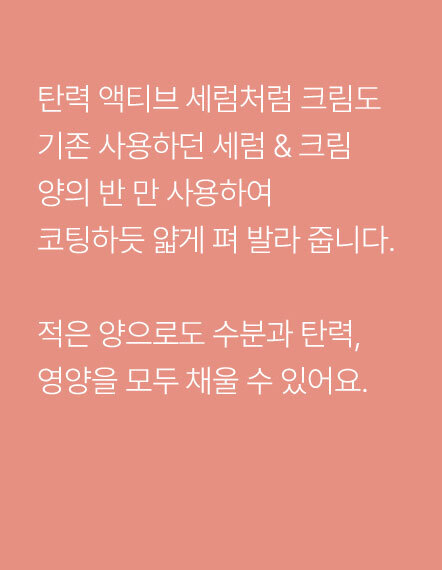 탄력 액티브 세럼처럼 크림도
기존 사용하던 세럼 & 크림
양의 반 만 사용하여
코팅하듯 얇게 펴 발라 줍니다.
적은 양으로도 수분과 탄력,
영양을 모두 채울 수 있어요.